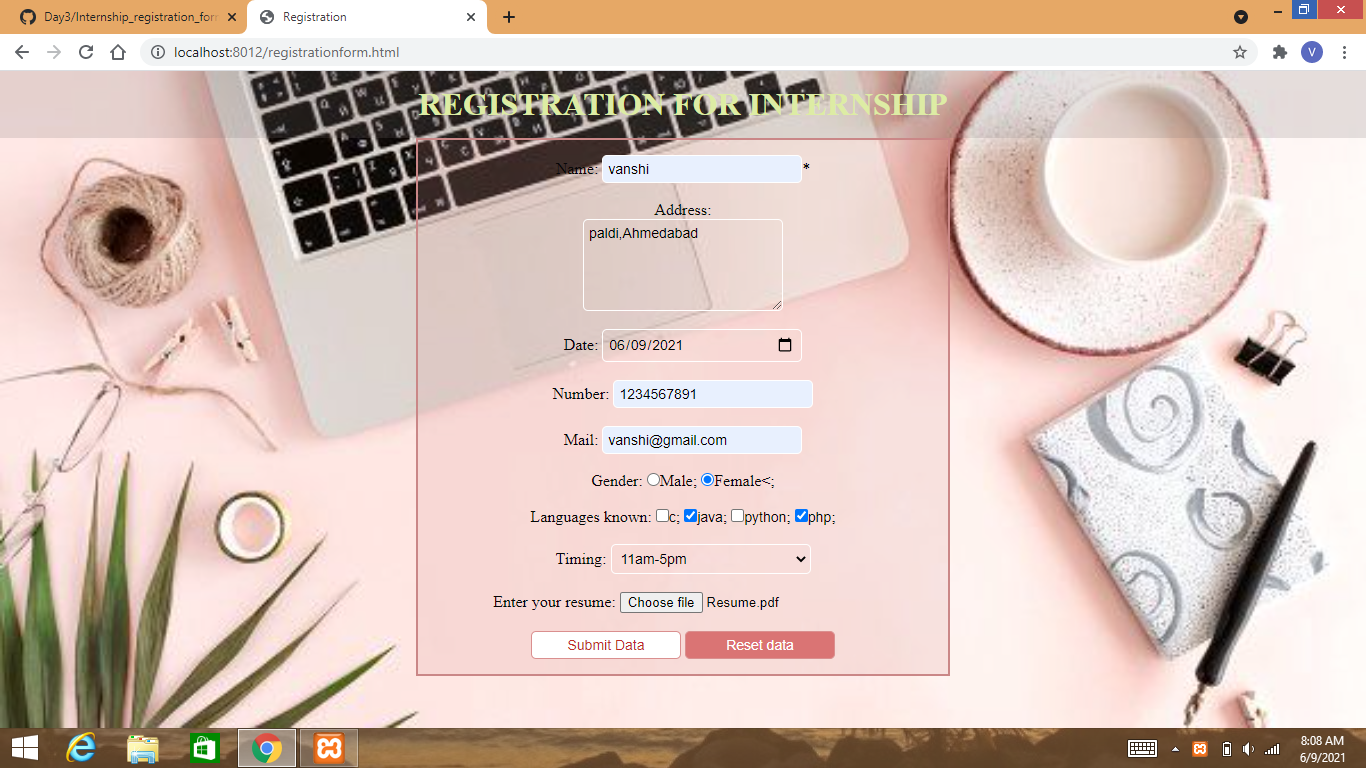 Day3/Internship_registration_for
Registration
localhost:8012/registrationform.html
V
REGISTRATION FOR INTERNSHIP
Name: vanshi*
Address:
paldi,Ahmedabad
Date: 06/09/2021
Number: 1234567891
Mail: vanshi@gmail.com
Gender: Male; Female<;
Languages known: c; java; python; php;
Timing: 11am-5pm
Enter your resume: Choose file Resume.pdf
Submit Data Reset data
8:08 AM
6/9/2021